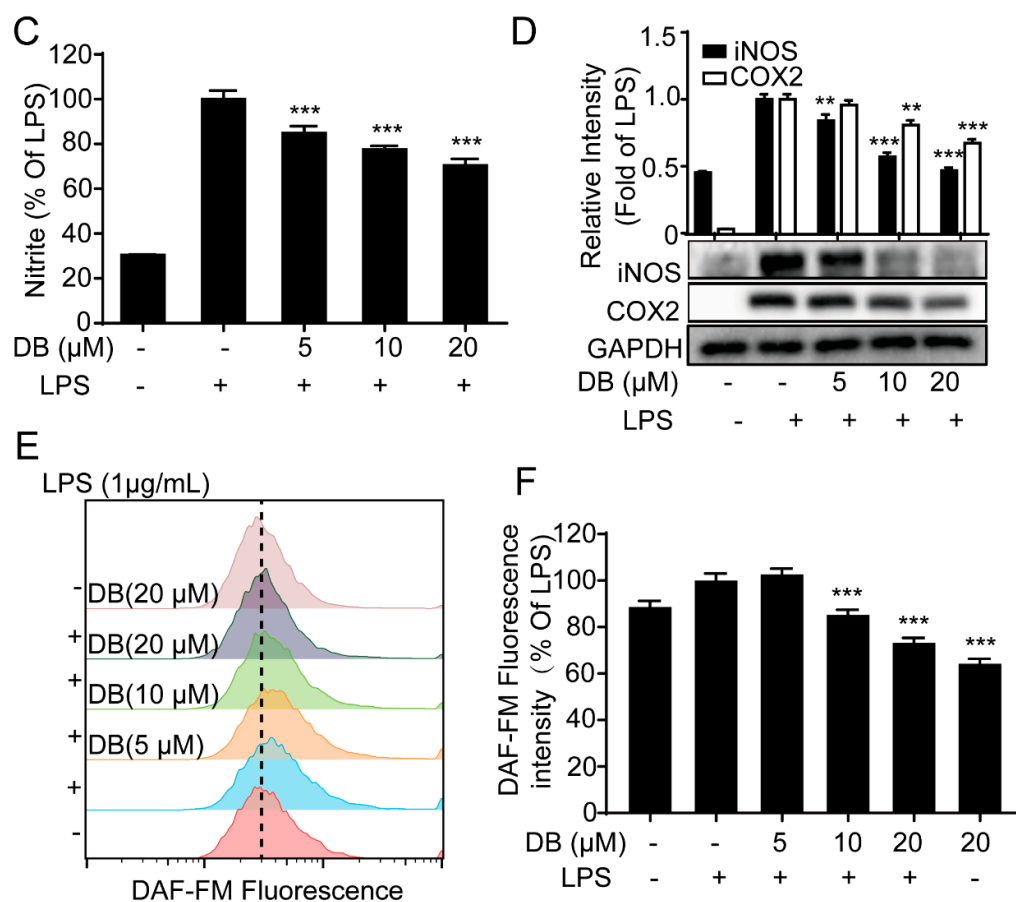 C
Nitrite (% Of LPS)
120
100
80
60
40
20
0
*** *** ***
DB (µM) - - 5 10 20
LPS - + + + +
D
Relative Intensity
(Fold of LPS)
1.5
1.0
0.5
0
iNOS
COX2
** *** ** *** ***
iNOS
COX2
GAPDH
DB (µM) - - 5 10 20
LPS - + + + +
E
LPS (1µg/mL)
- DB(20 µM)
+ DB(20 µM)
+ DB(10 µM)
+ DB(5 µM)
+
-
DAF-FM Fluorescence
F
DAF-FM Fluorescence
intensity (% Of LPS)
120
100
80
60
40
20
0
*** *** ***
DB (µM) - - 5 10 20 20
LPS - + + + + -